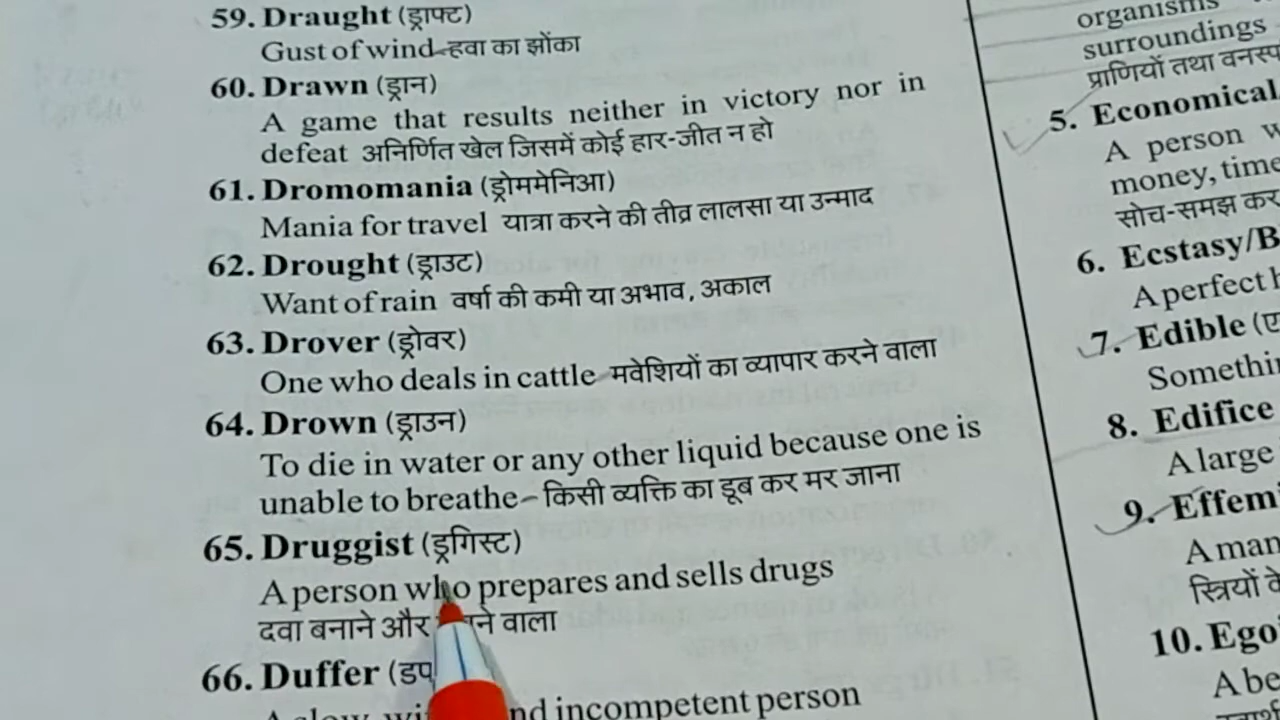 59. Draught (ड्राफ्ट)
Gust of wind-हवा का झोंका
60. Drawn (ड्रान)
A game that results neither in victory nor in
defeat अनिर्णित खेल जिसमें कोई हार-जीत न हो
61. Dromomania (ड्रोममेनिआ)
Mania for travel यात्रा करने की तीव्र लालसा या उन्माद
62. Drought (ड्राउट)
Want of rain वर्षा की कमी या अभाव, अकाल
63. Drover (ड्रोवर)
One who deals in cattle-मवेशियों का व्यापार करने वाला
64. Drown (ड्राउन)
To die in water or any other liquid because one is
unable to breathe-किसी व्यक्ति का डूब कर मर जाना
65. Druggist (ड्रगिस्ट)
A person who prepares and sells drugs
दवा बनाने और वाला
66. Duffer
A slow incompetent person
organisms
surroundings
प्राणियों तथा
5. Economical
A person
money, time
सोच-समझ कर
6. Ecstasy/B
A perfect
7. Edible
8. Edifice
A large
9. Effemi
A man
स्त्रियों के
10. Ego
A be